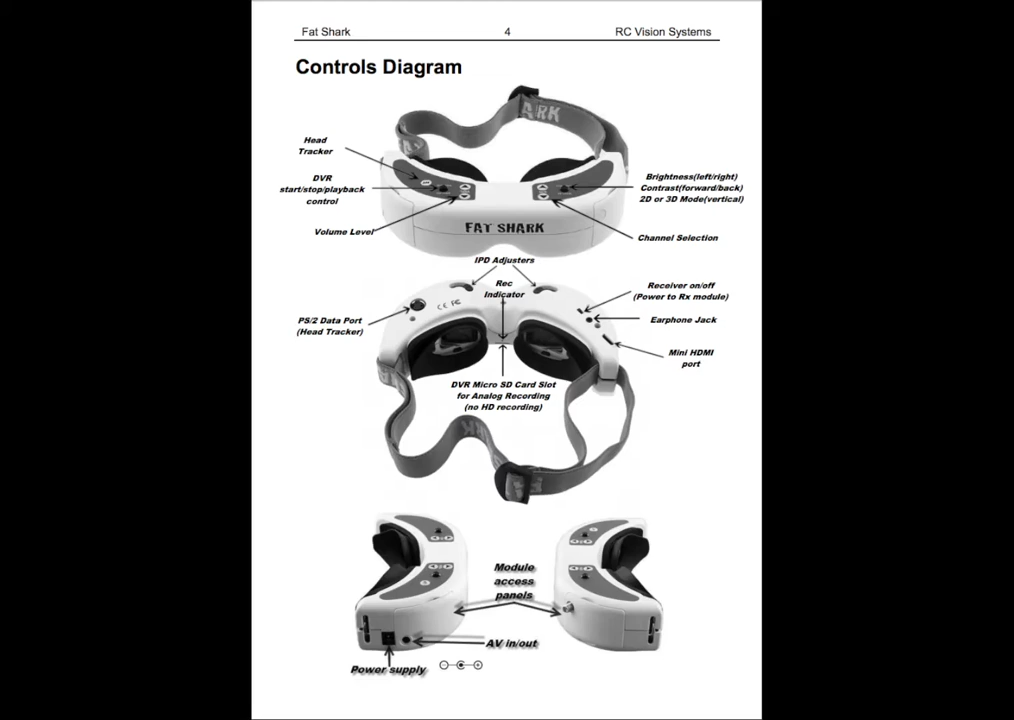 Fat Shark 4 RC Vision Systems
Controls Diagram
ARK
Head
Tracker
DVR
start/stop/playback
control
Volume Level
Brightness(left/right)
Contrast(forward/back)
2D or 3D Mode(vertical)
Channel Selection
FAT SHARK
IPD Adjusters
Rec
Indicator
Receiver on/off
(Power to Rx module)
CE FC
PS/2 Data Port
(Head Tracker)
Earphone Jack
Mini HDMI
port
DVR Micro SD Card Slot
for Analog Recording
(no HD recording)
Module
access
panels
AV in/out
Power supply